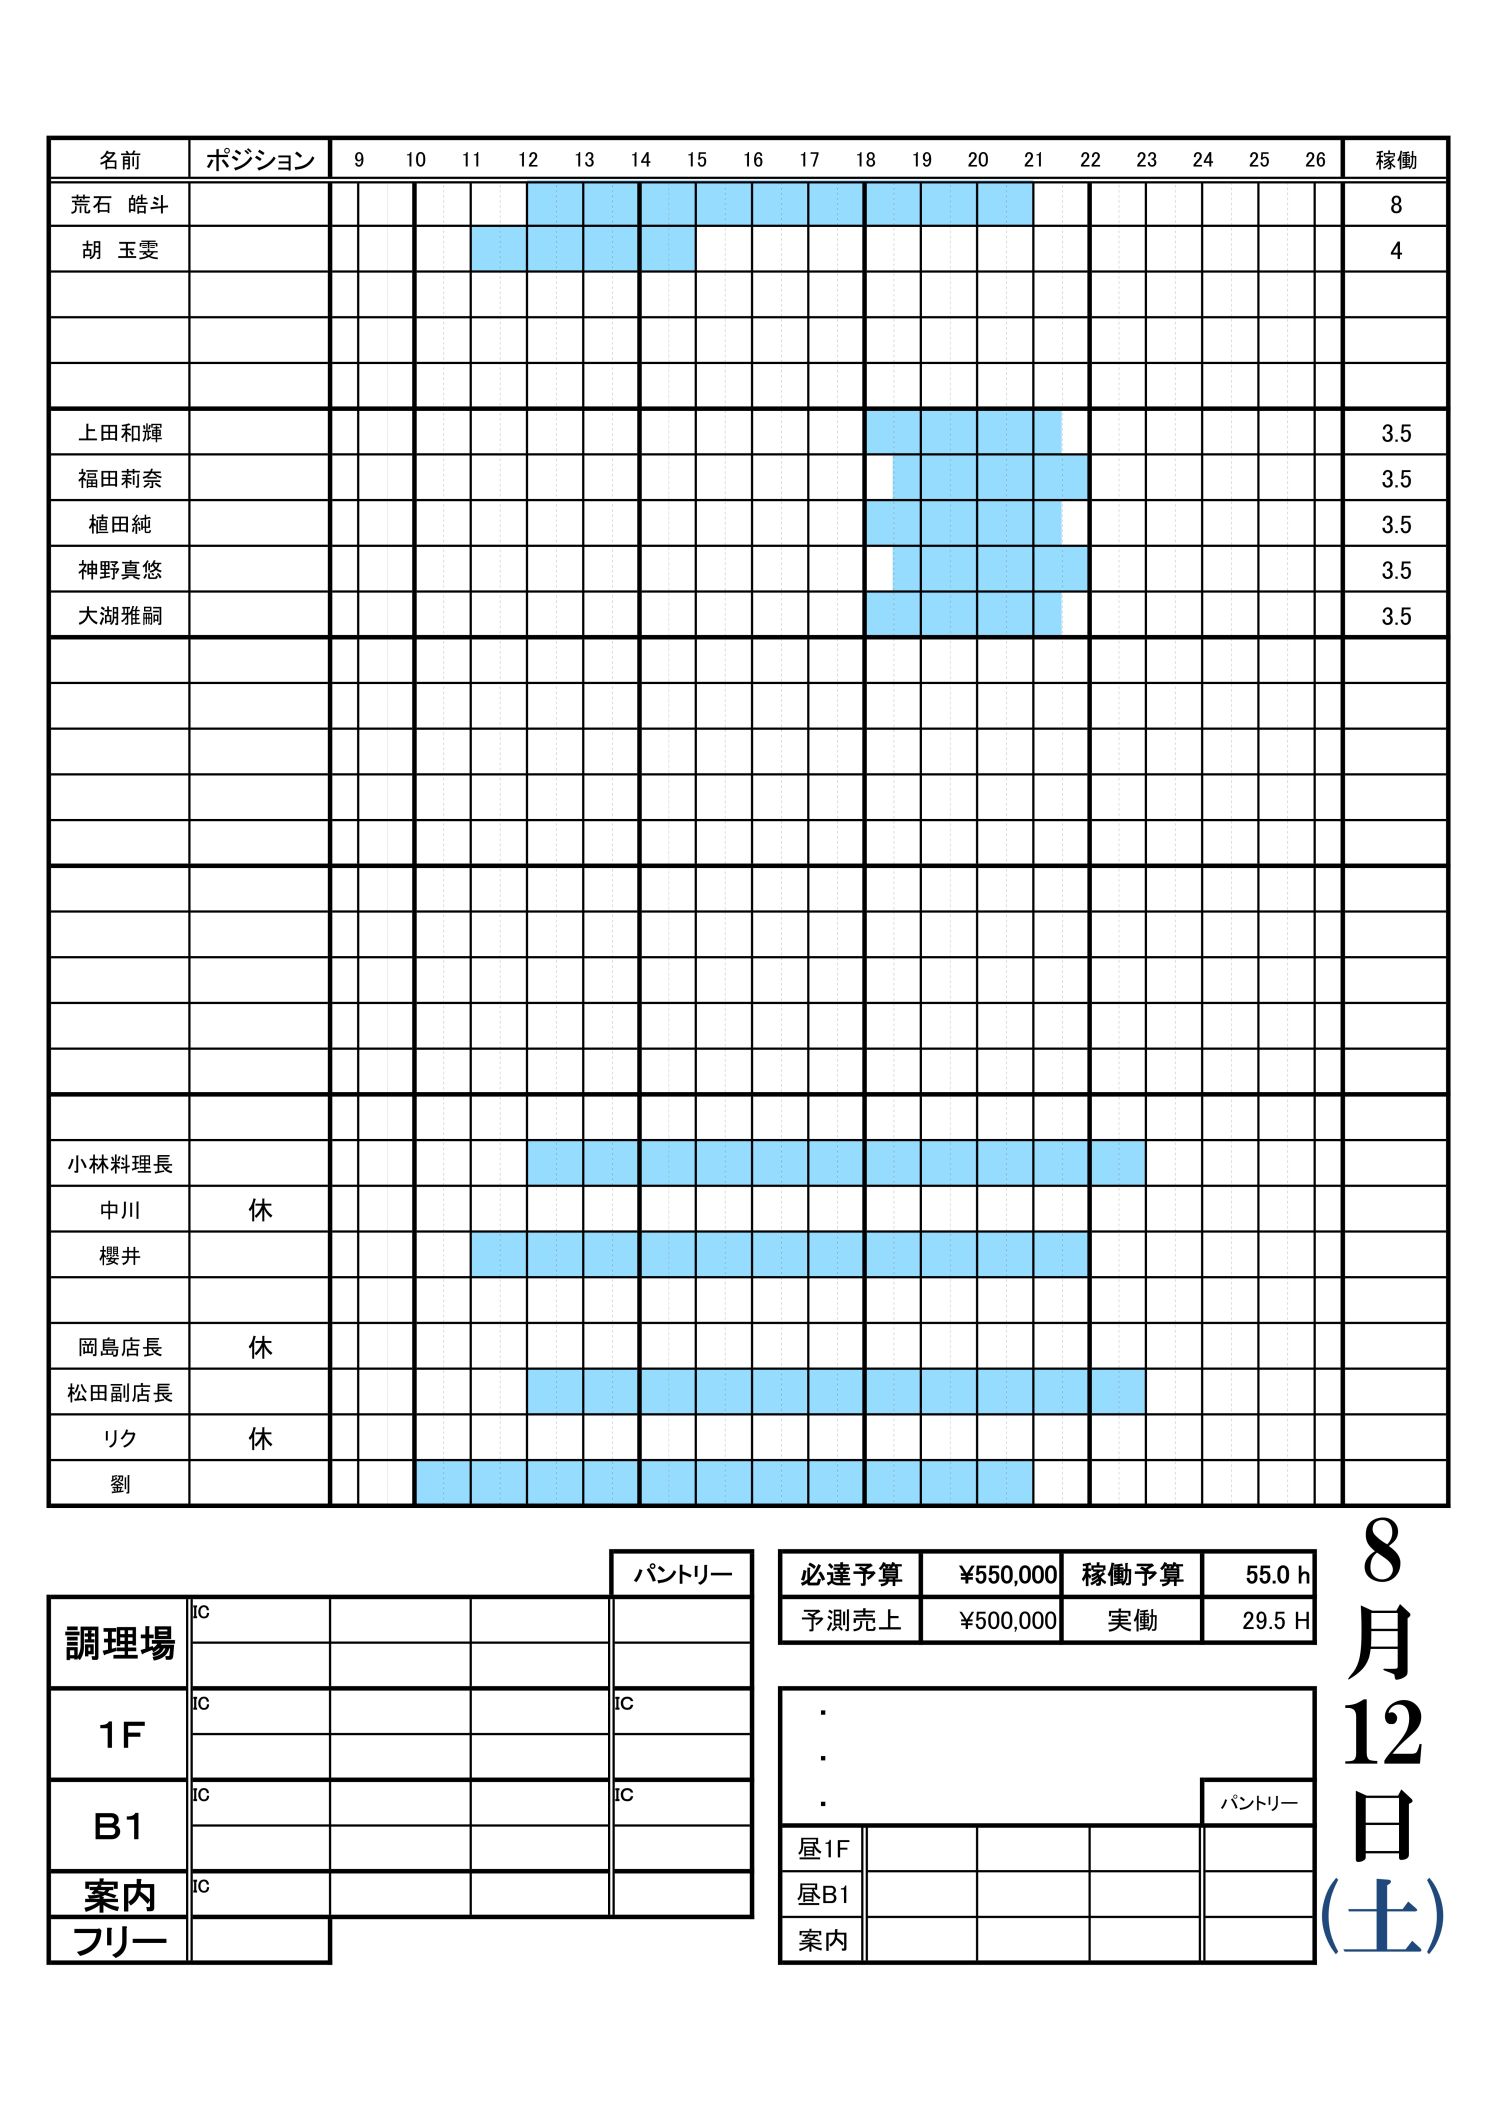 名前 ポジション 9 10 11 12 13 14 15 16 17 18 19 20 21 22 23 24 25 26 稼働
荒石 皓斗 8
胡 玉雯 4
上田和輝 3.5
福田莉奈 3.5
植田純 3.5
神野真悠 3.5
大湖雅嗣 3.5
小林料理長
中川 休
櫻井
岡島店長 休
松田副店長
リク 休
劉
パントリー
調理場 IC
1F IC IC
B1 IC IC
案内 IC
フリー
必達予算 ¥550,000 稼働予算 55.0 h
予測売上 ¥500,000 実働 29.5 H
・
・
・
パントリー
昼1F
昼B1
案内
8
月
12
日
(土)